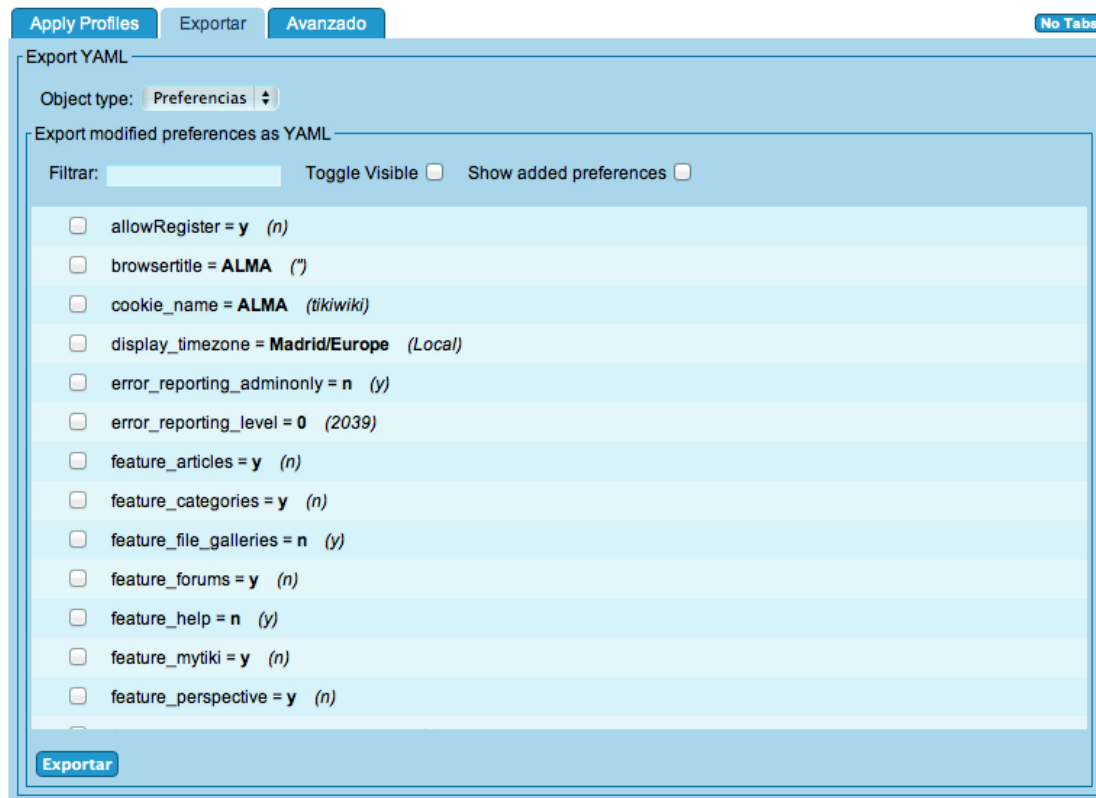 Apply Profiles Exportar Avanzado No Tabs
Export YAML
Object type: Preferencias
Export modified preferences as YAML
Filtrar: Toggle Visible Show added preferences
allowRegister = y (n)
browsertitle = ALMA ('')
cookie_name = ALMA (tikiwiki)
display_timezone = Madrid/Europe (Local)
error_reporting_adminonly = n (y)
error_reporting_level = 0 (2039)
feature_articles = y (n)
feature_categories = y (n)
feature_file_galleries = n (y)
feature_forums = y (n)
feature_help = n (y)
feature_mytiki = y (n)
feature_perspective = y (n)
Exportar